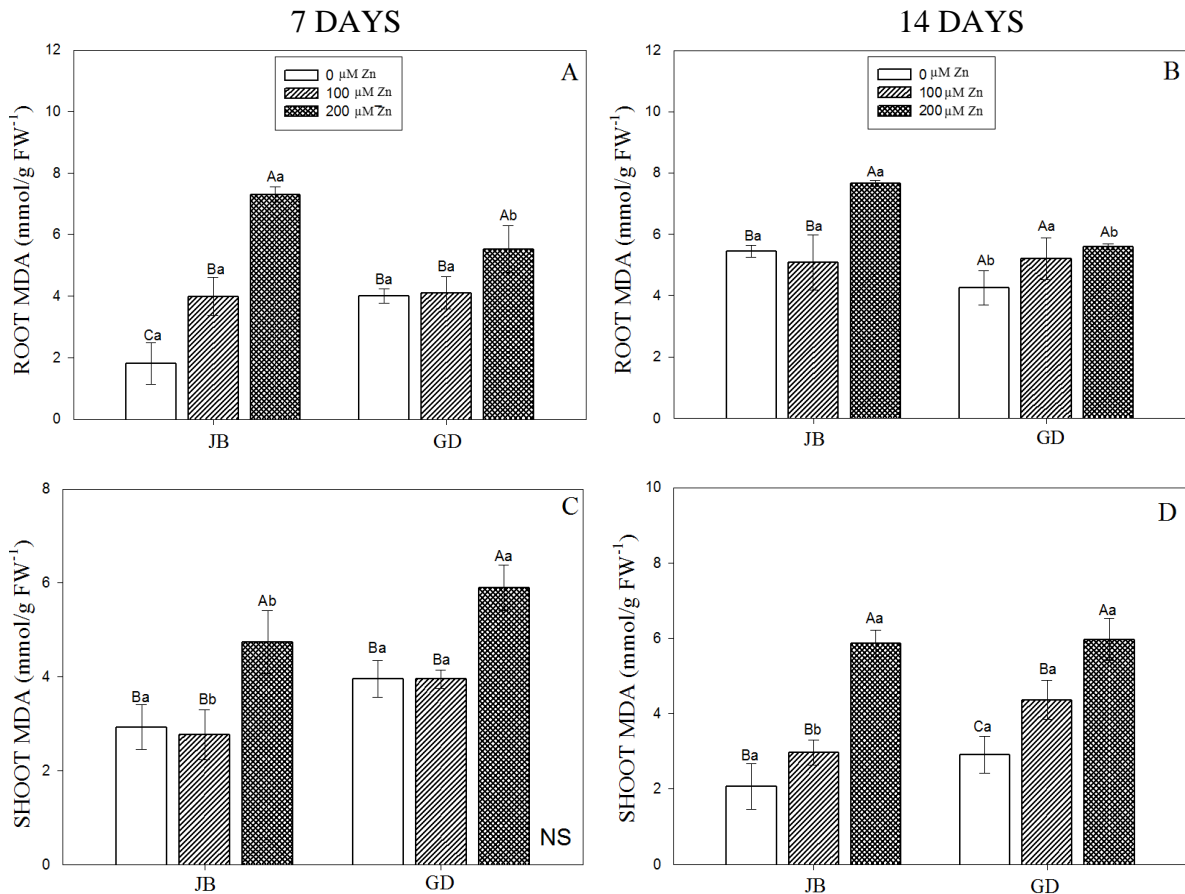 7 DAYS
14 DAYS
A
0 µM Zn
100 µM Zn
200 µM Zn
ROOT MDA (mmol/g FW⁻¹)
12
10
8
6
4
2
0
Ca
Ba
Aa
Ba
Ba
Ab
JB
GD
B
0 µM Zn
100 µM Zn
200 µM Zn
ROOT MDA (mmol/g FW⁻¹)
12
10
8
6
4
2
0
Ba
Ba
Aa
Ab
Aa
Ab
JB
GD
C
SHOOT MDA (mmol/g FW⁻¹)
8
6
4
2
0
Ba
Bb
Ab
Ba
Ba
Aa
NS
JB
GD
D
SHOOT MDA (mmol/g FW⁻¹)
10
8
6
4
2
0
Ba
Bb
Aa
Ca
Ba
Aa
JB
GD